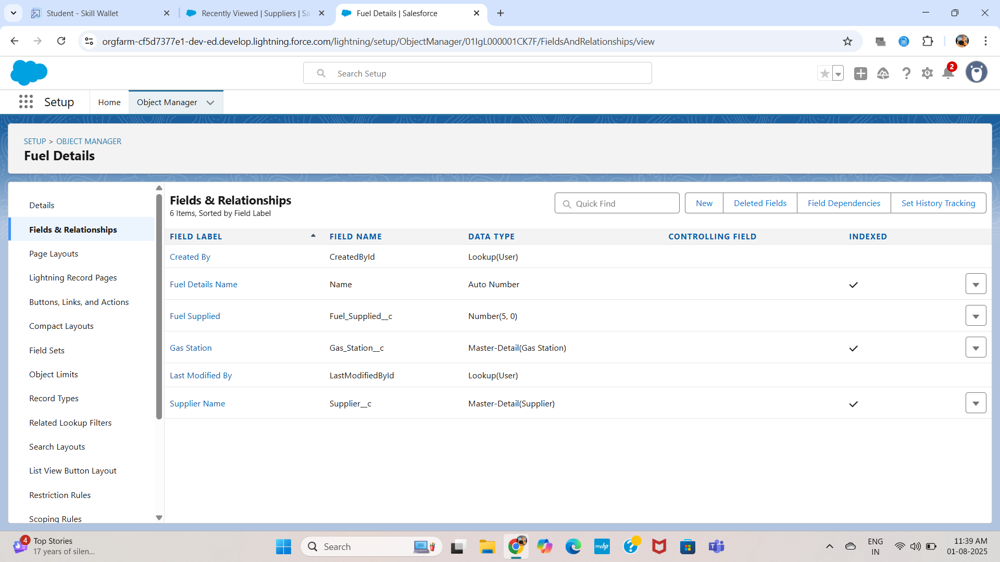 Student - Skill Wallet
Recently Viewed | Suppliers | Sa
Fuel Details | Salesforce
orgfarm-cf5d7377e1-dev-ed.develop.lightning.force.com/lightning/setup/ObjectManager/01IgL000001CK7F/FieldsAndRelationships/view
Search Setup
2
Setup
Home
Object Manager
SETUP > OBJECT MANAGER
Fuel Details
Details
Fields & Relationships
Page Layouts
Lightning Record Pages
Buttons, Links, and Actions
Compact Layouts
Field Sets
Object Limits
Record Types
Related Lookup Filters
Search Layouts
List View Button Layout
Restriction Rules
Scoping Rules
Fields & Relationships
6 Items, Sorted by Field Label
Quick Find
New
Deleted Fields
Field Dependencies
Set History Tracking
FIELD LABEL FIELD NAME DATA TYPE CONTROLLING FIELD INDEXED
Created By CreatedById Lookup(User)
Fuel Details Name Name Auto Number
Fuel Supplied Fuel_Supplied__c Number(5, 0)
Gas Station Gas_Station__c Master-Detail(Gas Station)
Last Modified By LastModifiedById Lookup(User)
Supplier Name Supplier__c Master-Detail(Supplier)
4
Top Stories
17 years of silen...
Search
myhp
ENG
IN
11:39 AM
01-08-2025